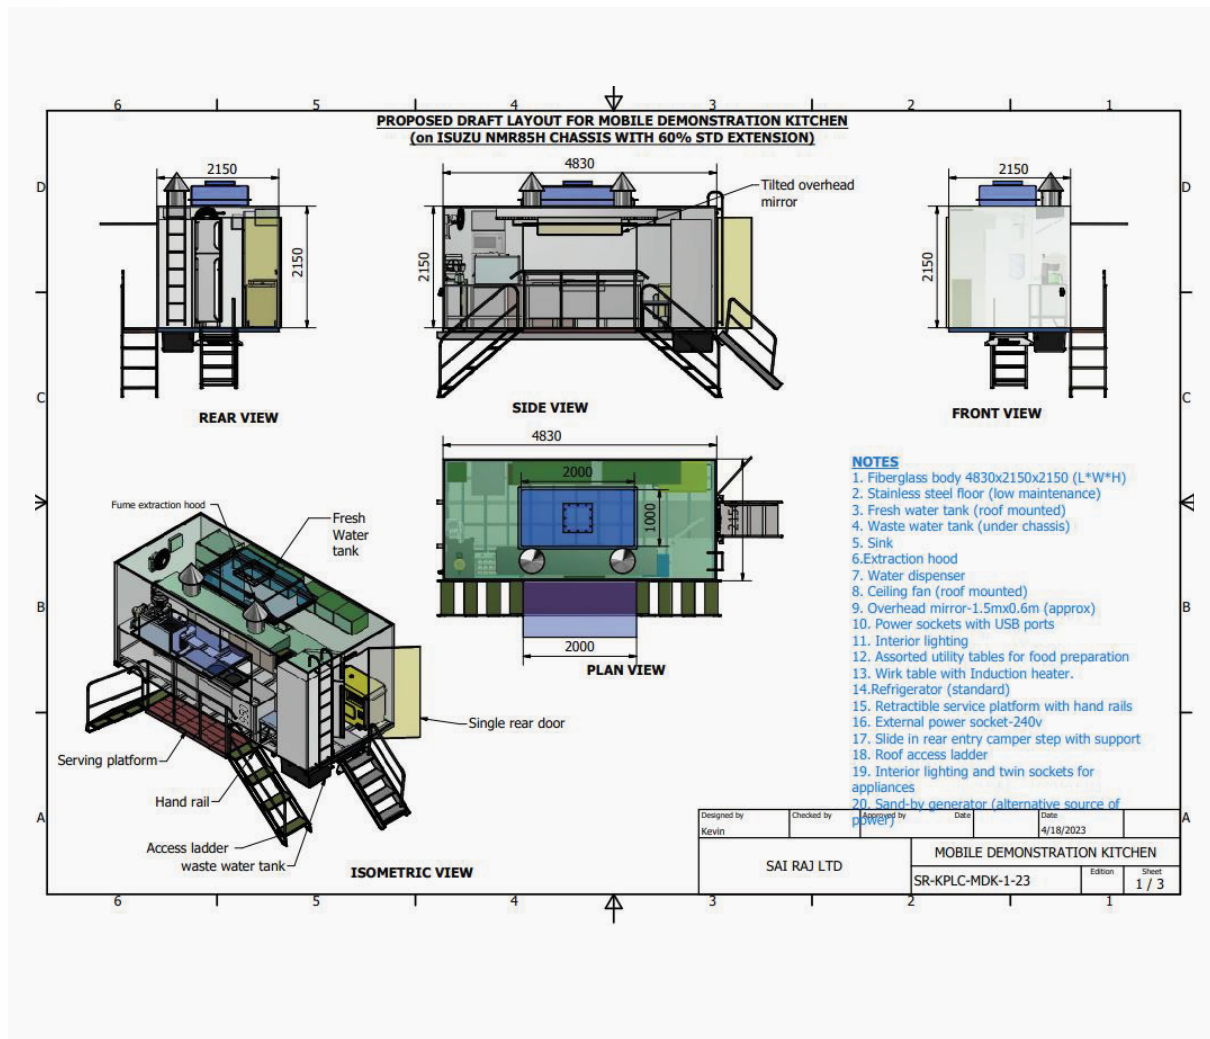 6 5 4 3 2 1
PROPOSED DRAFT LAYOUT FOR MOBILE DEMONSTRATION KITCHEN
(on ISUZU NMR85H CHASSIS WITH 60% STD EXTENSION)
D
D
2150
2150
REAR VIEW
4830
2150
Tilted overhead
mirror
SIDE VIEW
2150
2150
FRONT VIEW
C
C
4830
2000
1000
2150
2000
PLAN VIEW
NOTES
1. Fiberglass body 4830x2150x2150 (L*W*H)
2. Stainless steel floor (low maintenance)
3. Fresh water tank (roof mounted)
4. Waste water tank (under chassis)
5. Sink
6.Extraction hood
7. Water dispenser
8. Ceiling fan (roof mounted)
9. Overhead mirror-1.5mx0.6m (approx)
10. Power sockets with USB ports
11. Interior lighting
12. Assorted utility tables for food preparation
13. Wirk table with Induction heater.
14.Refrigerator (standard)
15. Retractible service platform with hand rails
16. External power socket-240v
17. Slide in rear entry camper step with support
18. Roof access ladder
19. Interior lighting and twin sockets for
appliances
20. Sand-by generator (alternative source of
power)
B
B
Fume extraction hood
Fresh
Water
tank
Single rear door
Serving platform
Hand rail
Access ladder
waste water tank
ISOMETRIC VIEW
A
A
Designed by
Kevin
Checked by
Approved by
Date
Date
4/18/2023
SAI RAJ LTD
MOBILE DEMONSTRATION KITCHEN
SR-KPLC-MDK-1-23
Edition
Sheet
1 / 3
6 5 4 3 2 1